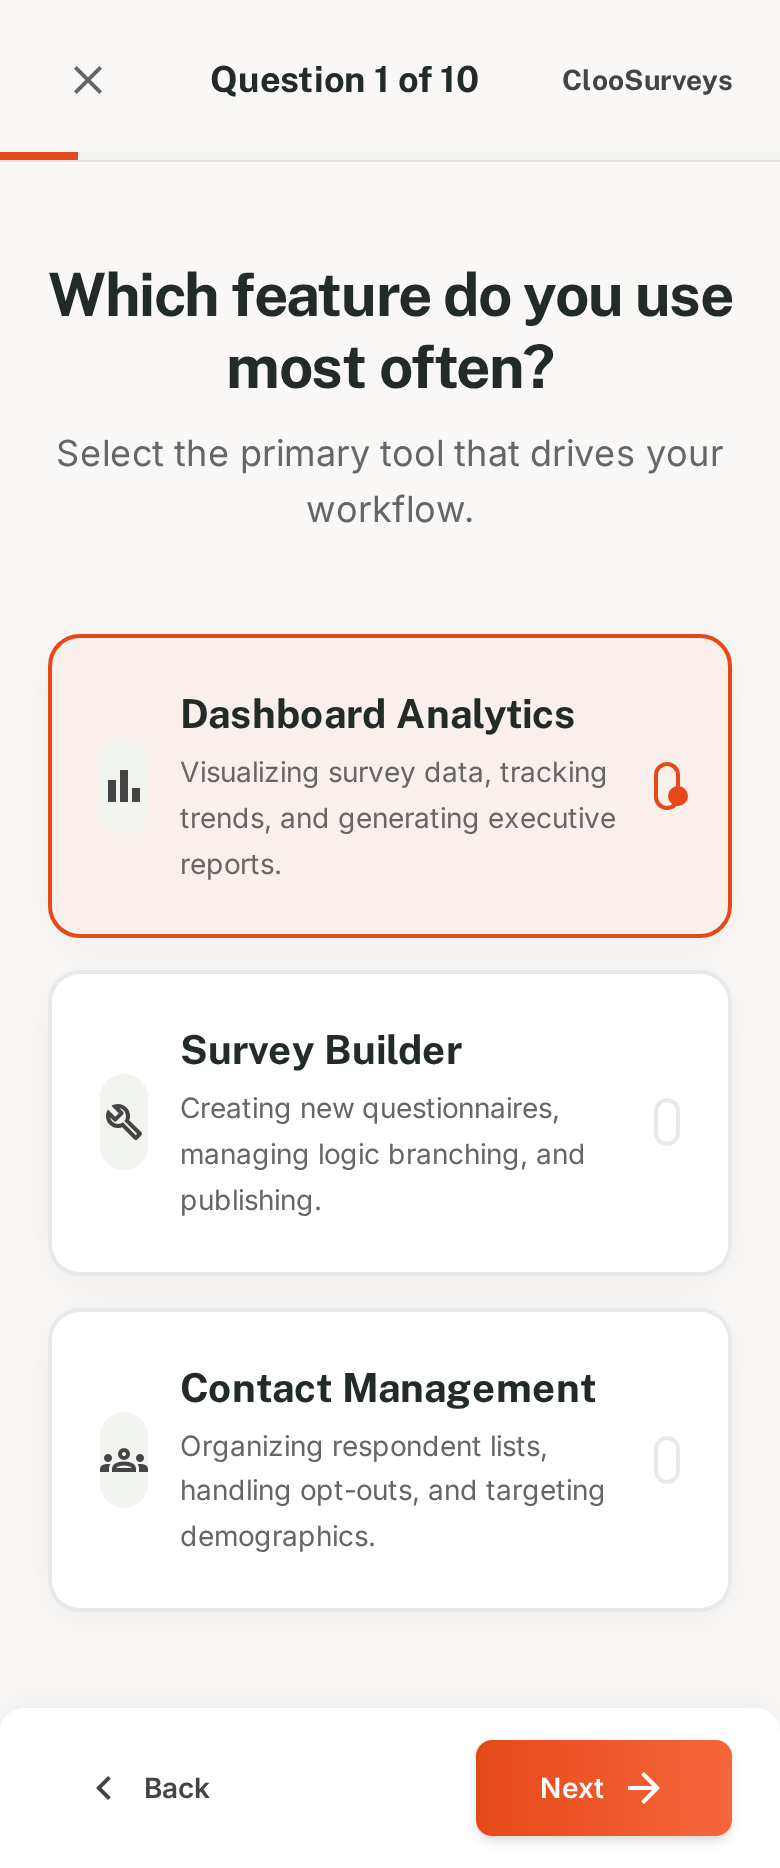 Question 1 of 10
ClooSurveys
Which feature do you use
most often?
Select the primary tool that drives your
workflow.
Dashboard Analytics
Visualizing survey data, tracking
trends, and generating executive
reports.
Survey Builder
Creating new questionnaires,
managing logic branching, and
publishing.
Contact Management
Organizing respondent lists,
handling opt-outs, and targeting
demographics.
Back
Next